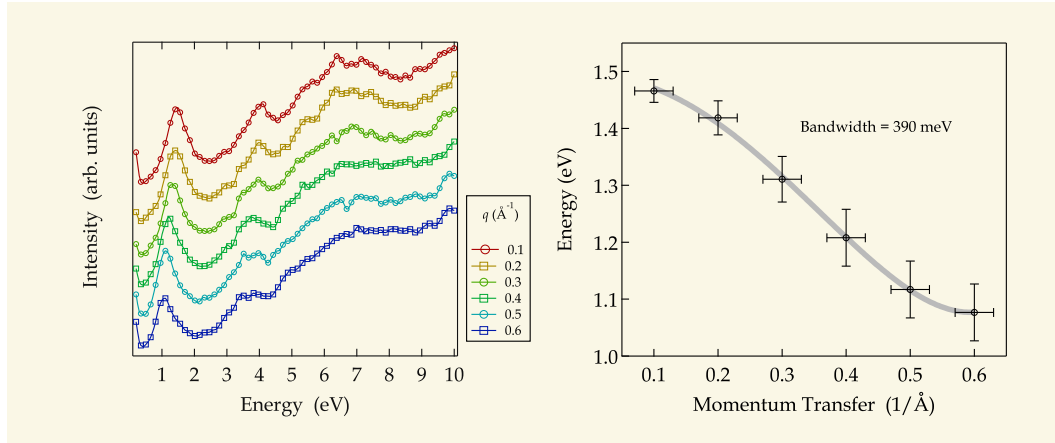 Intensity (arb. units)
1 2 3 4 5 6 7 8 9 10
Energy (eV)
q (Å⁻¹)
0.1
0.2
0.3
0.4
0.5
0.6
Energy (eV)
1.5
1.4
1.3
1.2
1.1
1.0
Bandwidth = 390 meV
0.1 0.2 0.3 0.4 0.5 0.6
Momentum Transfer (1/Å)